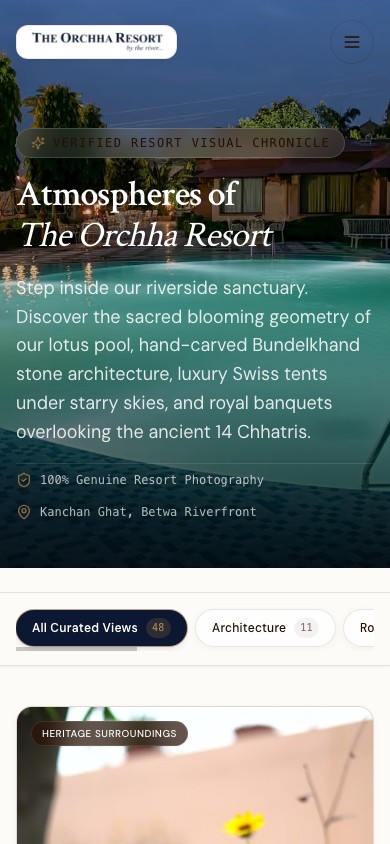 THE ORCHHA RESORT
by the river...
VERIFIED RESORT VISUAL CHRONICLE
Atmospheres of
The Orchha Resort
Step inside our riverside sanctuary.
Discover the sacred blooming geometry of
our lotus pool, hand-carved Bundelkhand
stone architecture, luxury Swiss tents
under starry skies, and royal banquets
overlooking the ancient 14 Chhatris.
100% Genuine Resort Photography
Kanchan Ghat, Betwa Riverfront
All Curated Views 48
Architecture 11
Ro
HERITAGE SURROUNDINGS